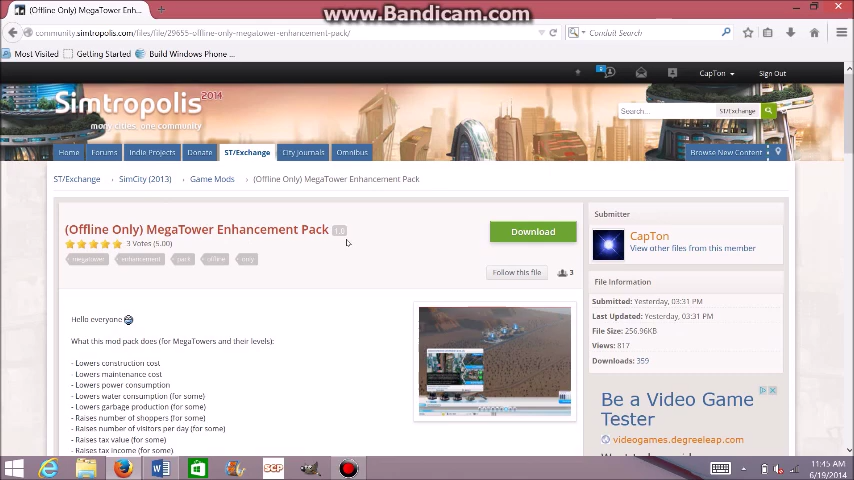 www.Bandicam.com
(Offline Only) MegaTower Enh...
community.simtropolis.com/files/file/29655-offline-only-megatower-enhancement-pack/
Conduit Search
Most Visited
Getting Started
Build Windows Phone ...
CapTon
Sign Out
Simtropolis 2014
many cities, one community
Search...
ST/Exchange
Home
Forums
Indie Projects
Donate
ST/Exchange
City Journals
Omnibus
Browse New Content
ST/Exchange
SimCity (2013)
Game Mods
(Offline Only) MegaTower Enhancement Pack
(Offline Only) MegaTower Enhancement Pack 1.0
3 Votes (5.00)
megatower
enhancement
pack
offline
only
Download
Follow this file
3
Hello everyone
What this mod pack does (for MegaTowers and their levels):
- Lowers construction cost
- Lowers maintenance cost
- Lowers power consumption
- Lowers water consumption (for some)
- Lowers garbage production (for some)
- Raises number of shoppers (for some)
- Raises number of visitors per day (for some)
- Raises tax value (for some)
- Raises tax income (for some)
Submitter
CapTon
View other files from this member
File Information
Submitted: Yesterday, 03:31 PM
Last Updated: Yesterday, 03:31 PM
File Size: 256.96KB
Views: 817
Downloads: 359
Be a Video Game
Tester
videogames.degreeleap.com
SCP
11:45 AM
6/19/2014